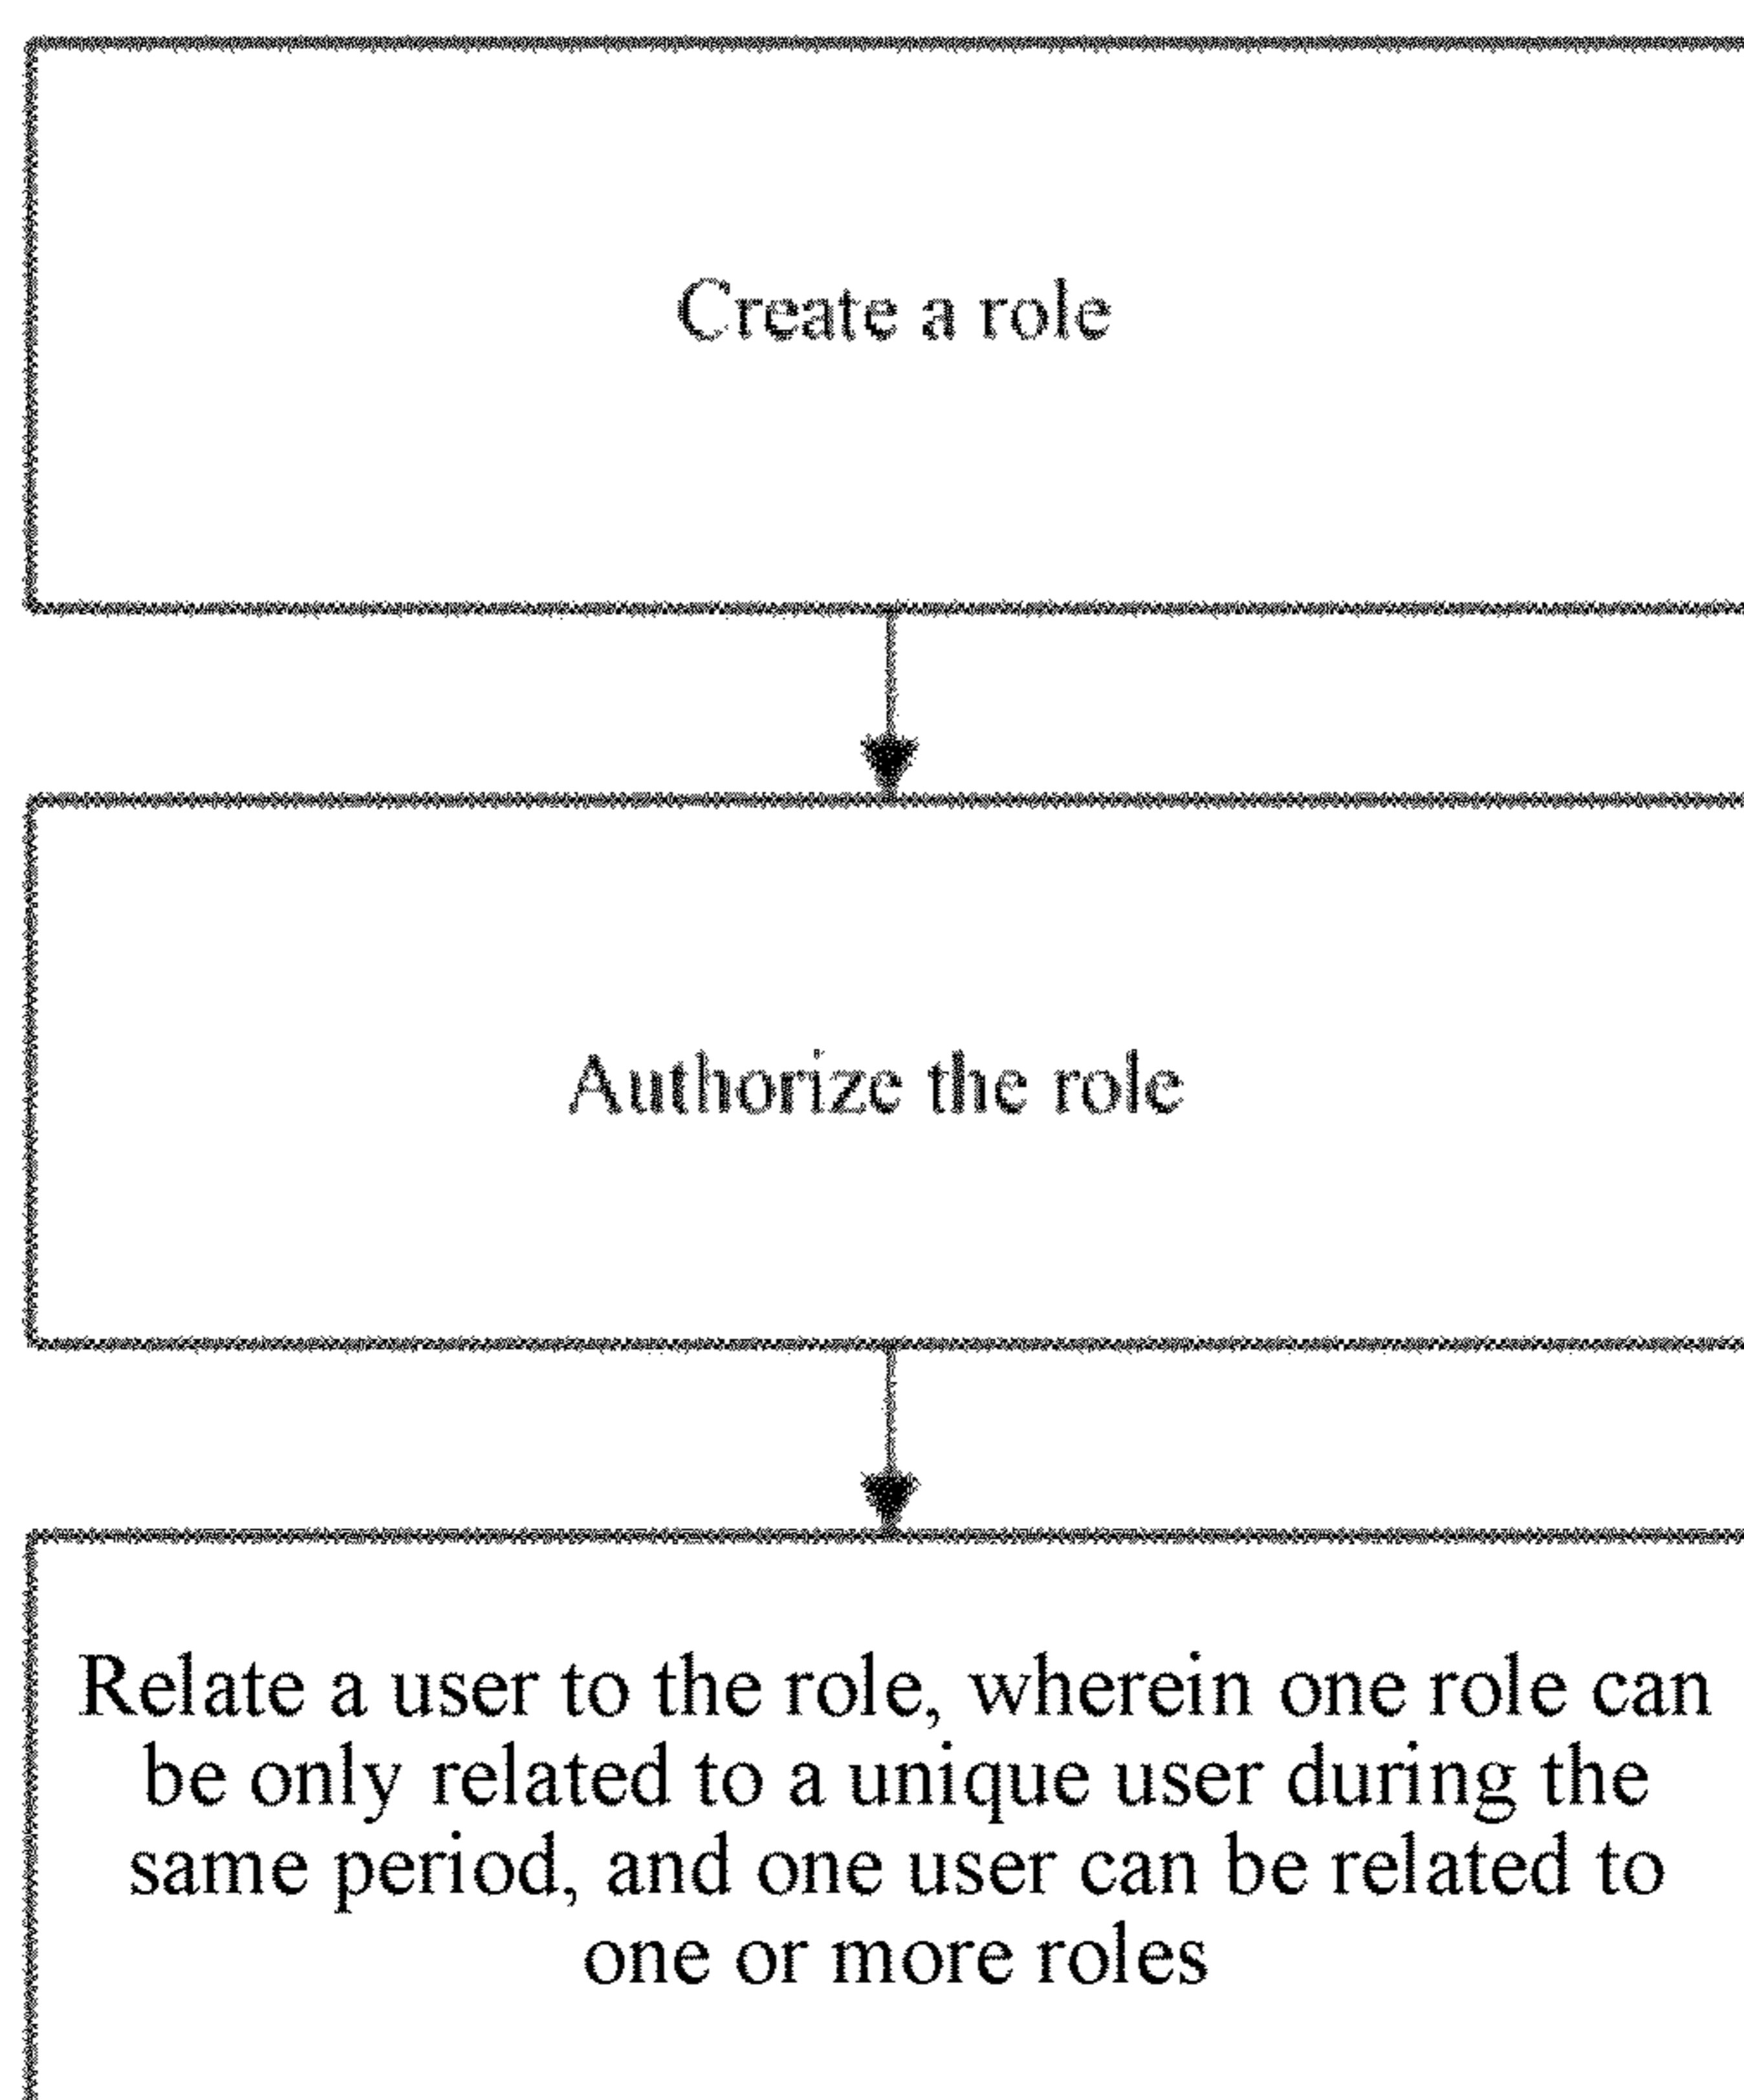 Create a role
Authorize the role
Relate a user to the role, wherein one role can
be only related to a unique user during the
same period, and one user can be related to
one or more roles